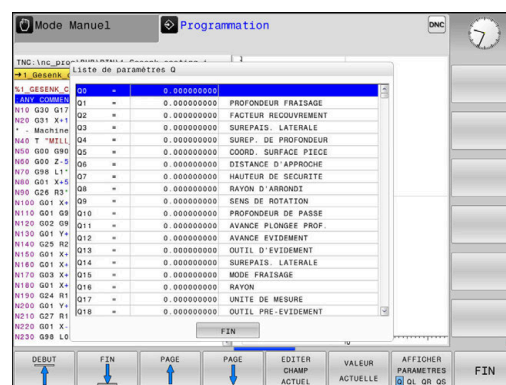 Mode Manuel
Programmation
DNC
TNC:\nc_pro
→1_Gesenk_
Liste de paramètres Q
%1_GESENK_C
;ANY COMMEN
N10 G30 G17
N20 G31 X+1
* - Machine
N40 T "MILL
N50 G00 G90
N60 G00 Z-5
N70 G98 L1*
N80 G01 X+5
N90 G26 R3*
N100 G01 X+
N110 G01 G9
N120 G02 G9
N130 G01 Y+
N140 G25 R2
N150 G01 X+
N160 G01 X+
N170 G03 X+
N180 G01 X+
N190 G24 R1
N200 G01 Y+
N210 G27 R1
N220 G01 X-
N230 G98 L0
Q0 = 0.000000000
Q1 = 0.000000000 PROFONDEUR FRAISAGE
Q2 = 0.000000000 FACTEUR RECOUVREMENT
Q3 = 0.000000000 SUREPAIS. LATERALE
Q4 = 0.000000000 SUREP. DE PROFONDEUR
Q5 = 0.000000000 COORD. SURFACE PIECE
Q6 = 0.000000000 DISTANCE D'APPROCHE
Q7 = 0.000000000 HAUTEUR DE SECURITE
Q8 = 0.000000000 RAYON D'ARRONDI
Q9 = 0.000000000 SENS DE ROTATION
Q10 = 0.000000000 PROFONDEUR DE PASSE
Q11 = 0.000000000 AVANCE PLONGEE PROF.
Q12 = 0.000000000 AVANCE EVIDEMENT
Q13 = 0.000000000 OUTIL D'EVIDEMENT
Q14 = 0.000000000 SUREPAIS. LATERALE
Q15 = 0.000000000 MODE FRAISAGE
Q16 = 0.000000000 RAYON
Q17 = 0.000000000 UNITE DE MESURE
Q18 = 0.000000000 OUTIL PRE-EVIDEMENT
FIN
DEBUT
FIN
PAGE
PAGE
EDITER
CHAMP
ACTUEL
VALEUR
ACTUELLE
AFFICHER
PARAMETRES
Q QL QR QS
FIN